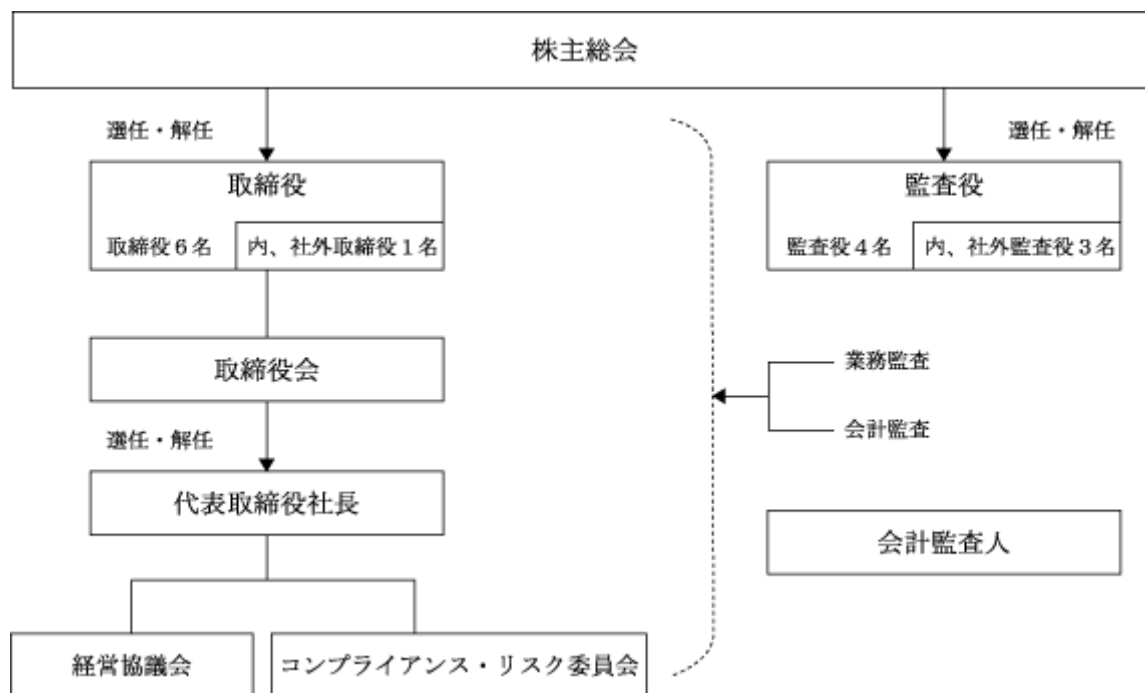 株主総会
選任・解任
選任・解任
取締役
取締役6名
内、社外取締役1名
監査役
監査役4名
内、社外監査役3名
取締役会
業務監査
会計監査
選任・解任
代表取締役社長
会計監査人
経営協議会
コンプライアンス・リスク委員会